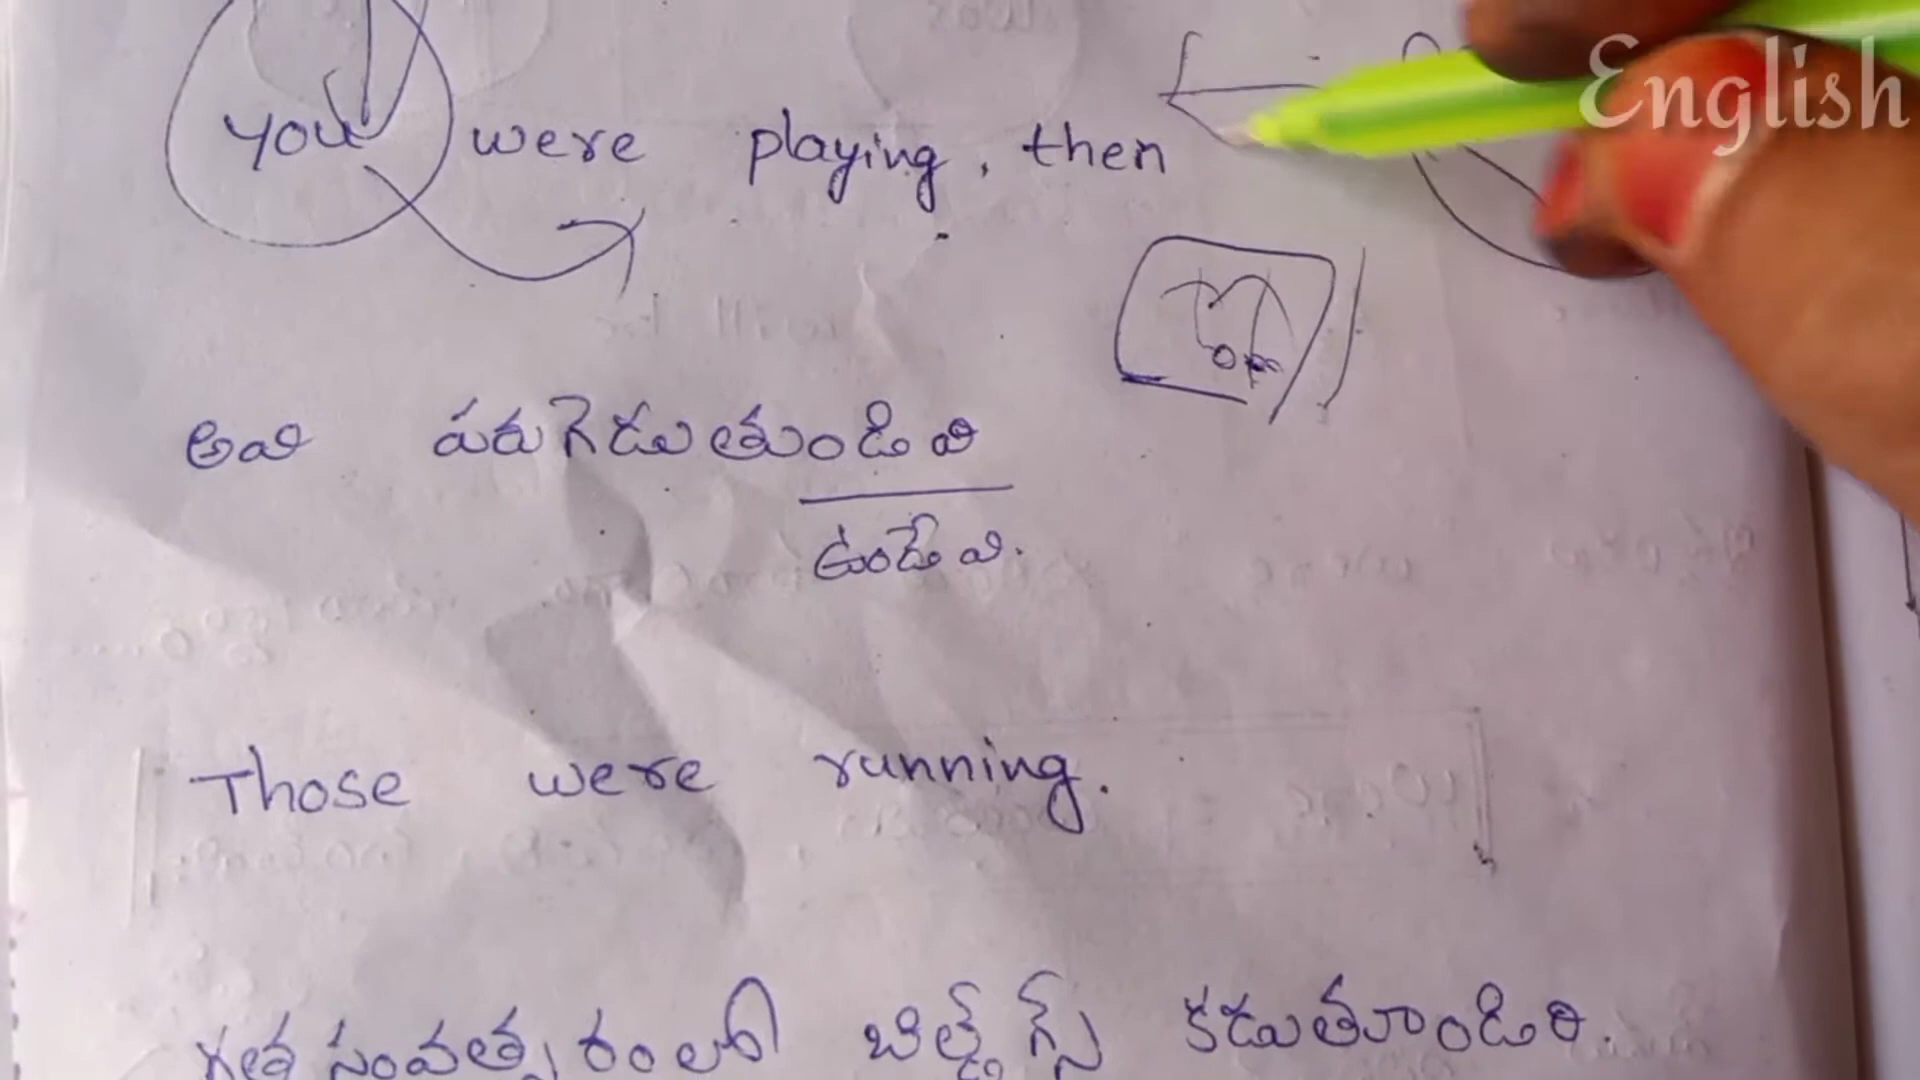 English
you were playing, then
అవి పరుగెడుతుండివి
ఉండేవి.
Those were running.
గత సంవత్సరంలో బిల్డింగ్స్ కడుతూండిరి.